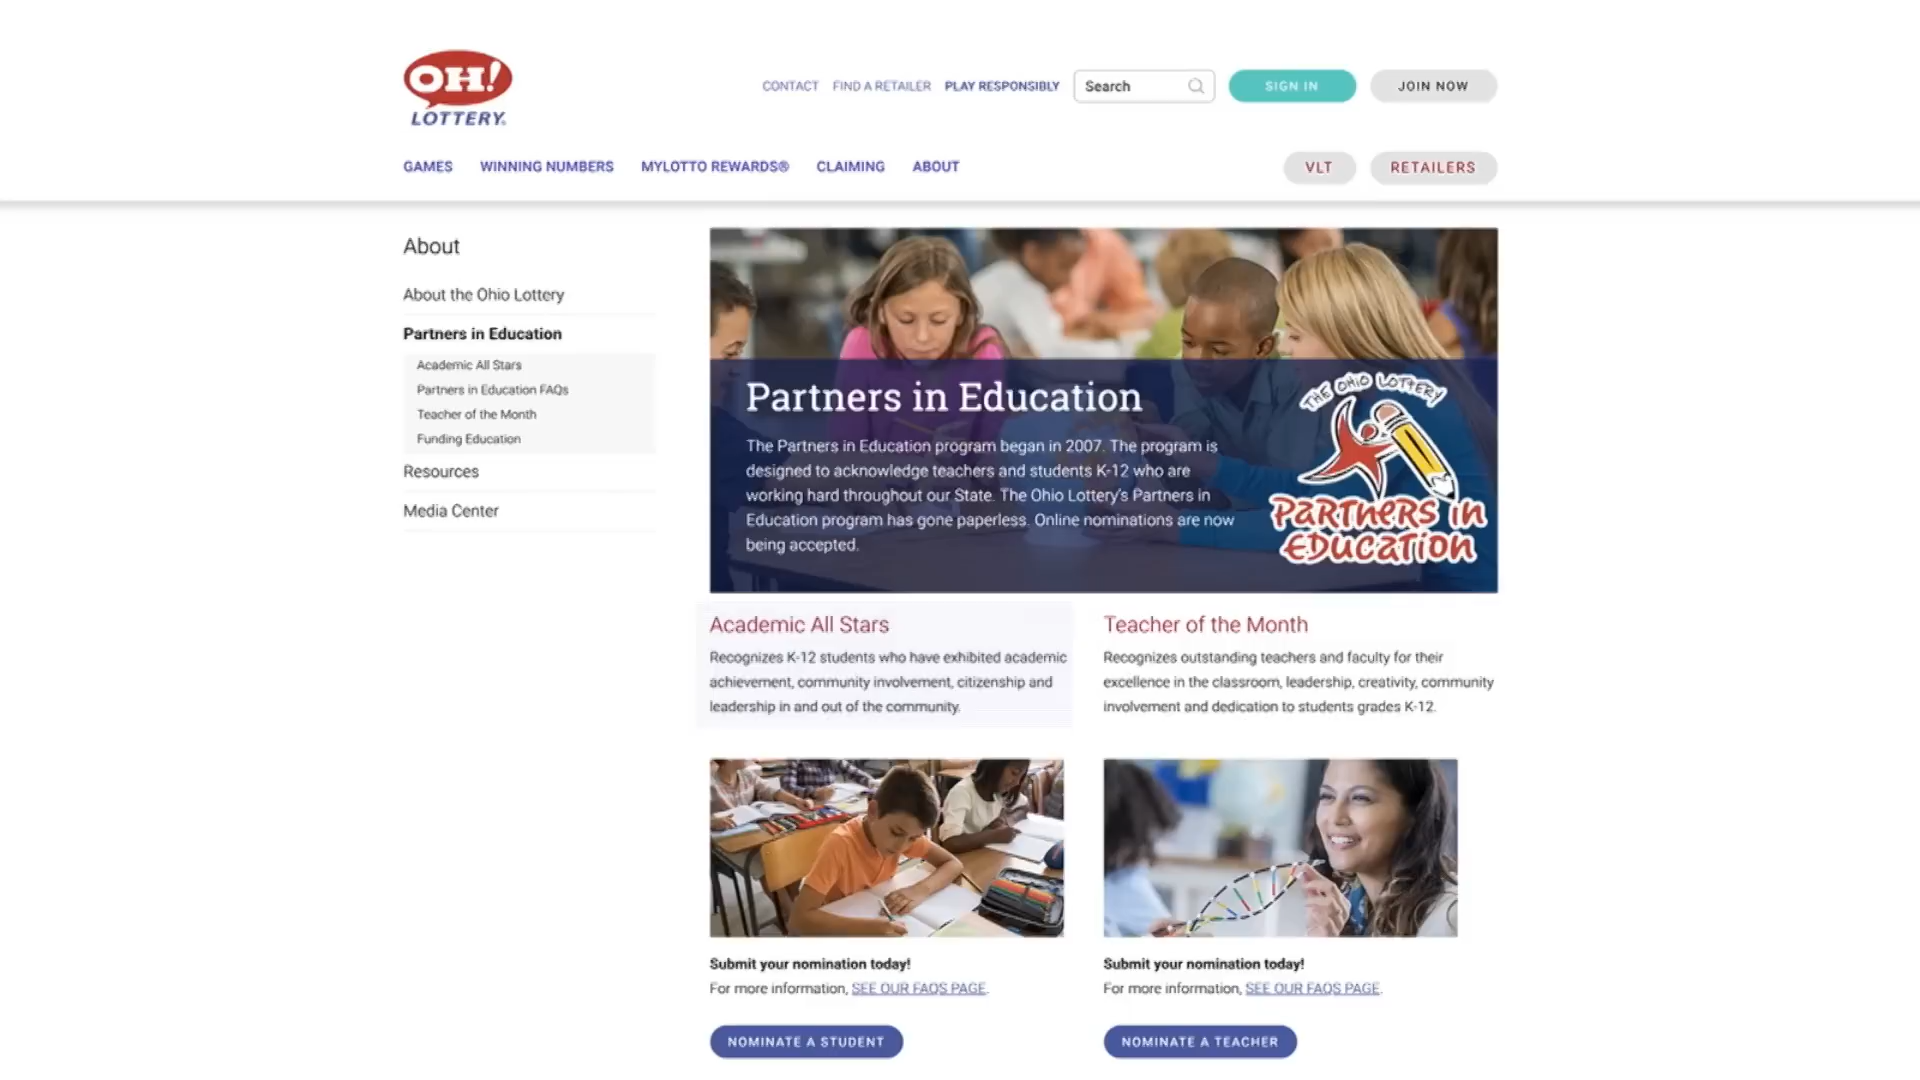 OH!
LOTTERY.
CONTACT FIND A RETAILER PLAY RESPONSIBLY Search SIGN IN JOIN NOW
GAMES WINNING NUMBERS MYLOTTO REWARDS® CLAIMING ABOUT VLT RETAILERS
About
About the Ohio Lottery
Partners in Education
Academic All Stars
Partners in Education FAQs
Teacher of the Month
Funding Education
Resources
Media Center
Partners in Education
The Partners in Education program began in 2007. The program is
designed to acknowledge teachers and students K-12 who are
working hard throughout our State. The Ohio Lottery's Partners in
Education program has gone paperless. Online nominations are now
being accepted.
THE OHIO LOTTERY
PARTNERS IN
EDUCATION
Academic All Stars
Recognizes K-12 students who have exhibited academic
achievement, community involvement, citizenship and
leadership in and out of the community.
Submit your nomination today!
For more information, SEE OUR FAQS PAGE.
NOMINATE A STUDENT
Teacher of the Month
Recognizes outstanding teachers and faculty for their
excellence in the classroom, leadership, creativity, community
involvement and dedication to students grades K-12.
Submit your nomination today!
For more information, SEE OUR FAQS PAGE.
NOMINATE A TEACHER